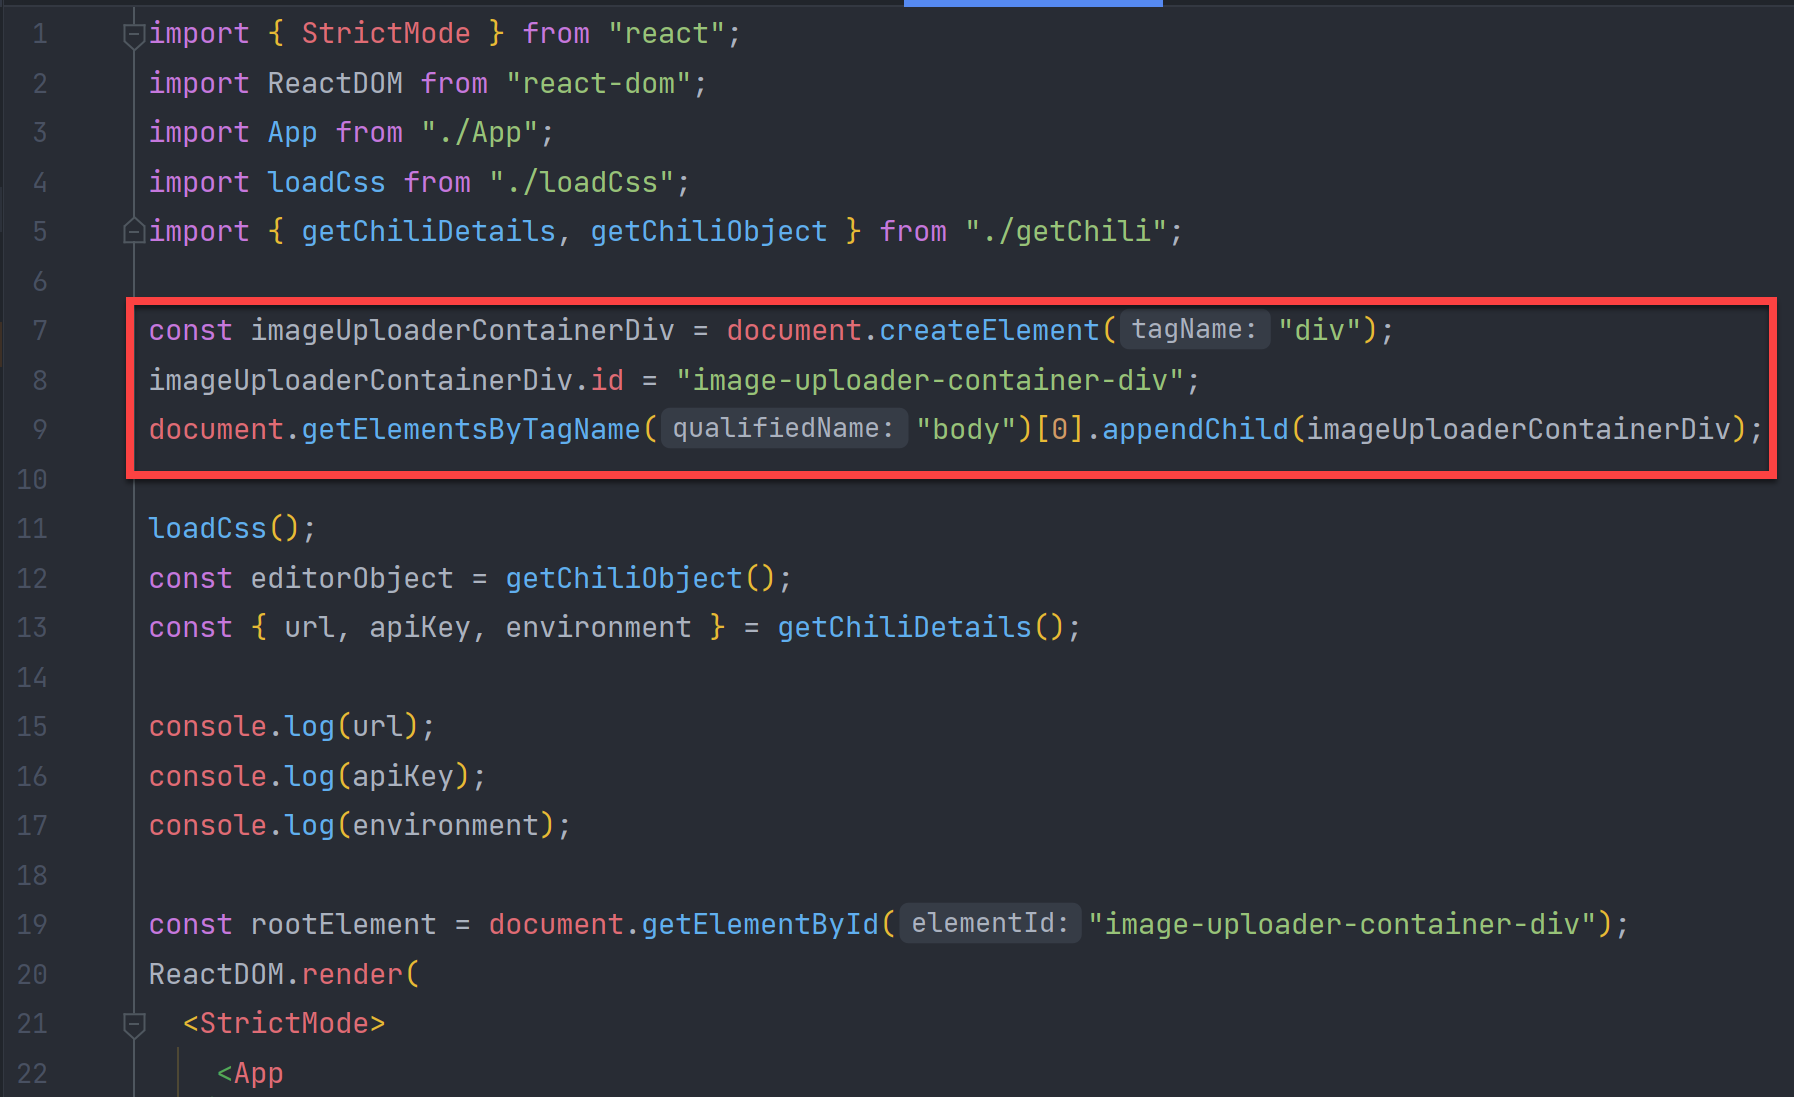 1 import { StrictMode } from "react";
2 import ReactDOM from "react-dom";
3 import App from "./App";
4 import loadCss from "./loadCss";
5 import { getChiliDetails, getChiliObject } from "./getChili";
6
7 const imageUploaderContainerDiv = document.createElement( tagName: "div");
8 imageUploaderContainerDiv.id = "image-uploader-container-div";
9 document.getElementsByTagName( qualifiedName: "body")[0].appendChild(imageUploaderContainerDiv);
10
11 loadCss();
12 const editorObject = getChiliObject();
13 const { url, apiKey, environment } = getChiliDetails();
14
15 console.log(url);
16 console.log(apiKey);
17 console.log(environment);
18
19 const rootElement = document.getElementById( elementId: "image-uploader-container-div");
20 ReactDOM.render(
21 <StrictMode>
22 <App